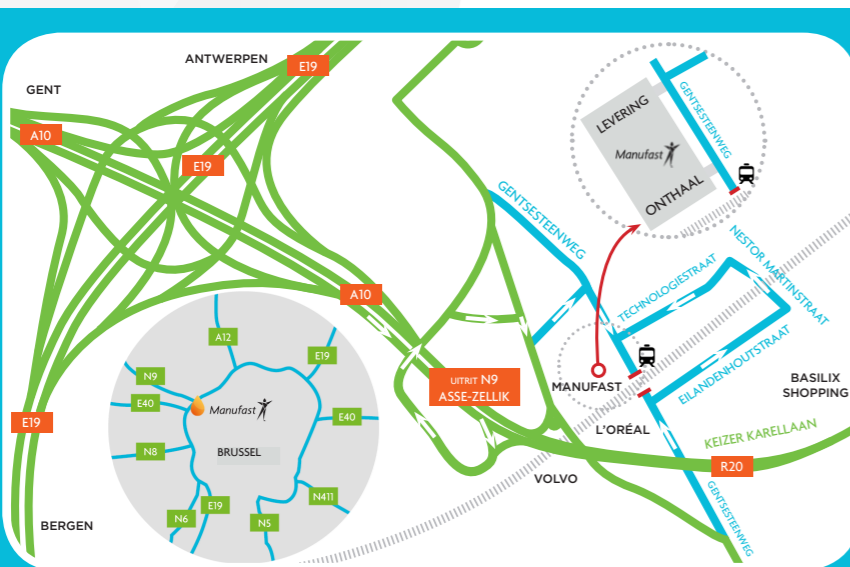 ANTWERPEN
E19
GENT
A10
E19
LEVERING
Manufast
ONTHAAL
GENTSESTEENWEG
GENTSESTEENWEG
NESTOR MARTINSTRAAT
TECHNOLOGIESTRAAT
EILANDENHOUTSTRAAT
A10
A12
E19
N9
E40
Manufast
E40
N8
BRUSSEL
N411
N6
E19
N5
UITRIT N9
ASSE-ZELLIK
MANUFAST
BASILIX
SHOPPING
L'ORÉAL
KEIZER KARELLAAN
R20
VOLVO
GENTSESTEENWEG
E19
BERGEN